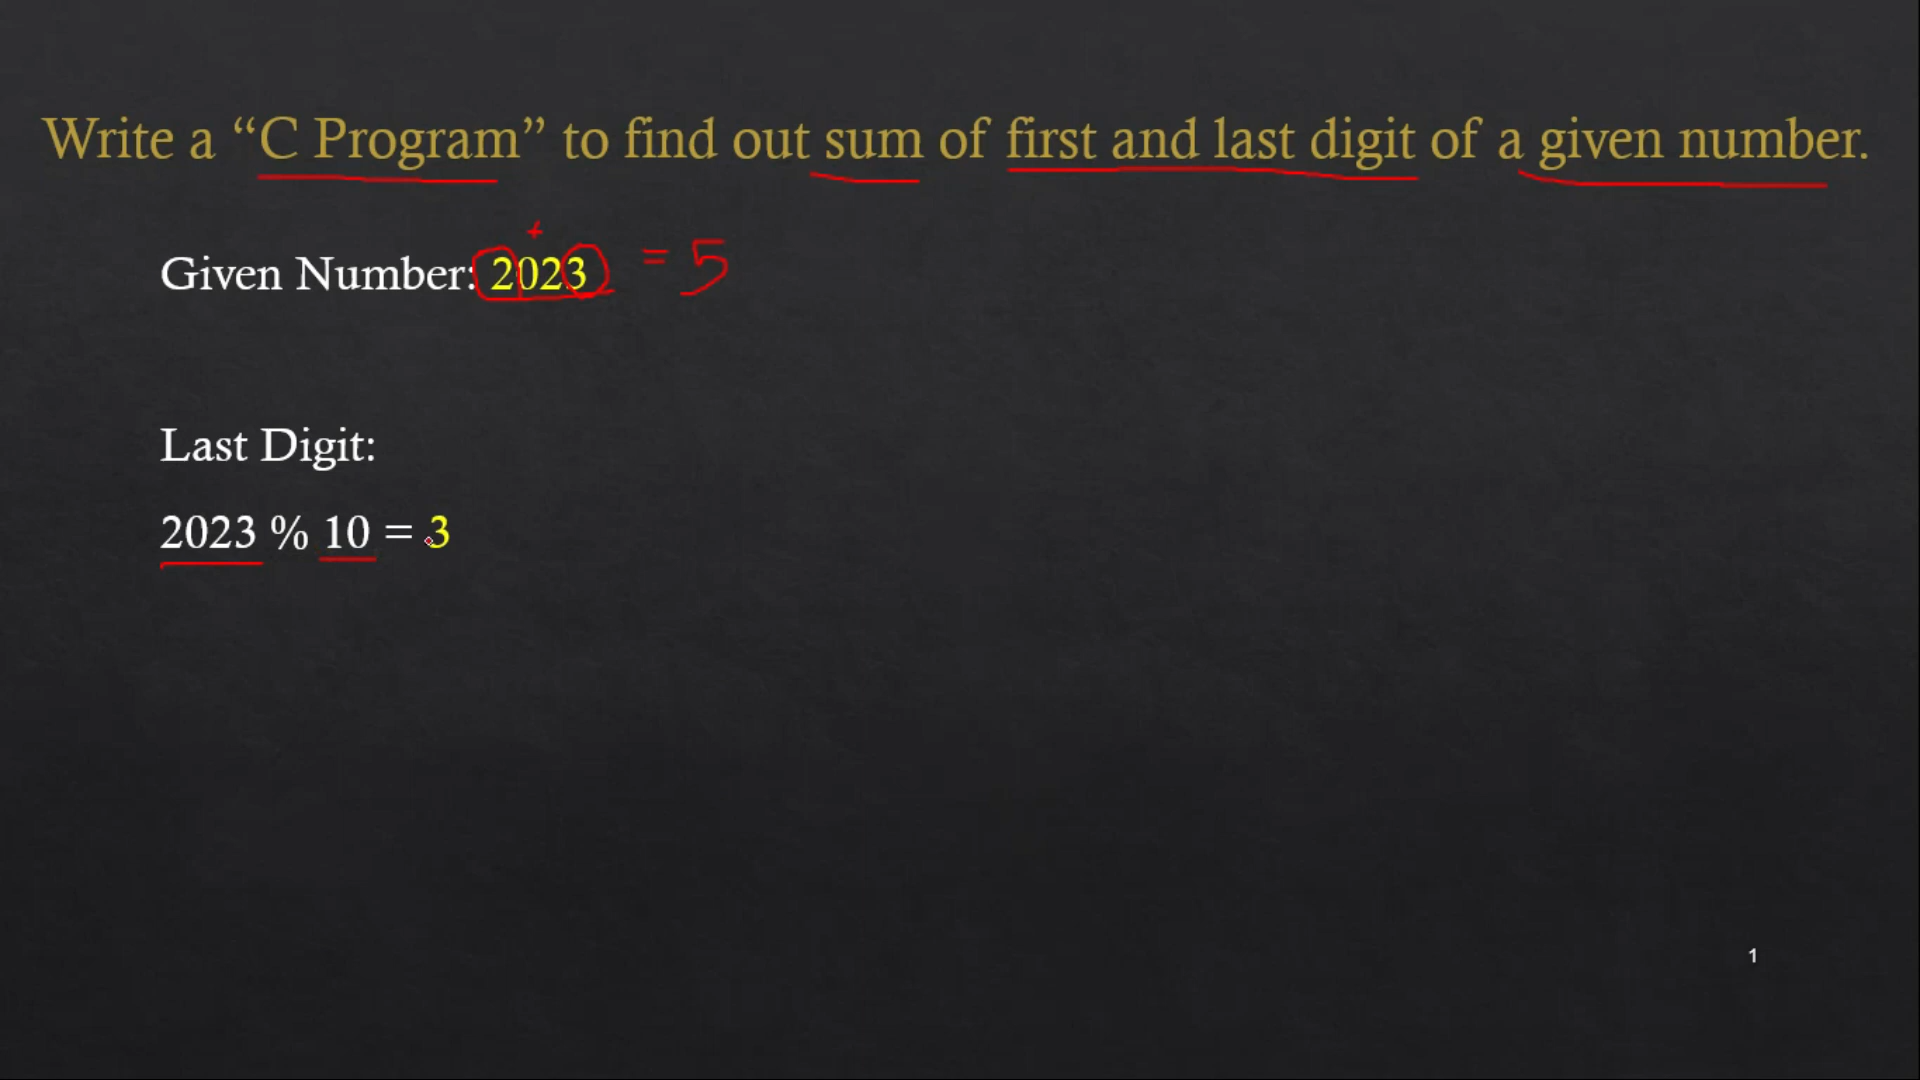 Write a “C Program” to find out sum of first and last digit of a given number.
+
Given Number: 2023 = 5
Last Digit:
2023 % 10 = 3
1